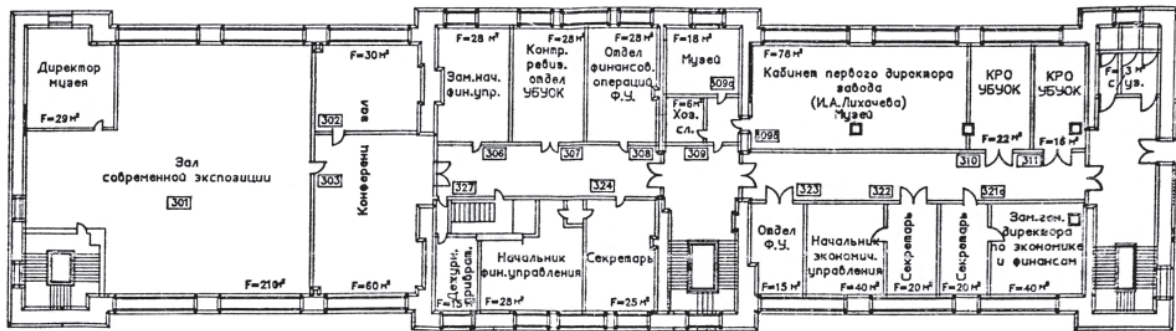 Директор
музея
F=29 м²
Зал
современной экспозиции
301
F=210 м²
F=30 м²
302
зал
303
Конференц
F=60 м²
F=28 м²
Зам.нач.
фин.упр.
306
F=28 м²
Контр.
ревиз.
отдел
УБУОК
307
F=28 м²
Отдел
финансов.
операций
Ф.У.
308
F=18 м²
Музей
309а
F=6 м²
Хоз.
сл.
309
F=78 м²
Кабинет первого директора
завода
(И.А.Лихачева)
Музей
КРО
УБУОК
F=22 м²
310
КРО
УБУОК
F=16 м²
311
с/уз.
327
324
323
322
321а
F=15 м²
Начальник
фин.управления
F=28 м²
Секретарь
F=25 м²
Отдел
Ф.У.
F=15 м²
Начальник
экономич.
управления
F=40 м²
Секретарь
F=20 м²
Секретарь
F=20 м²
Зам.ген.
директора
по экономике
и финансам
F=40 м²